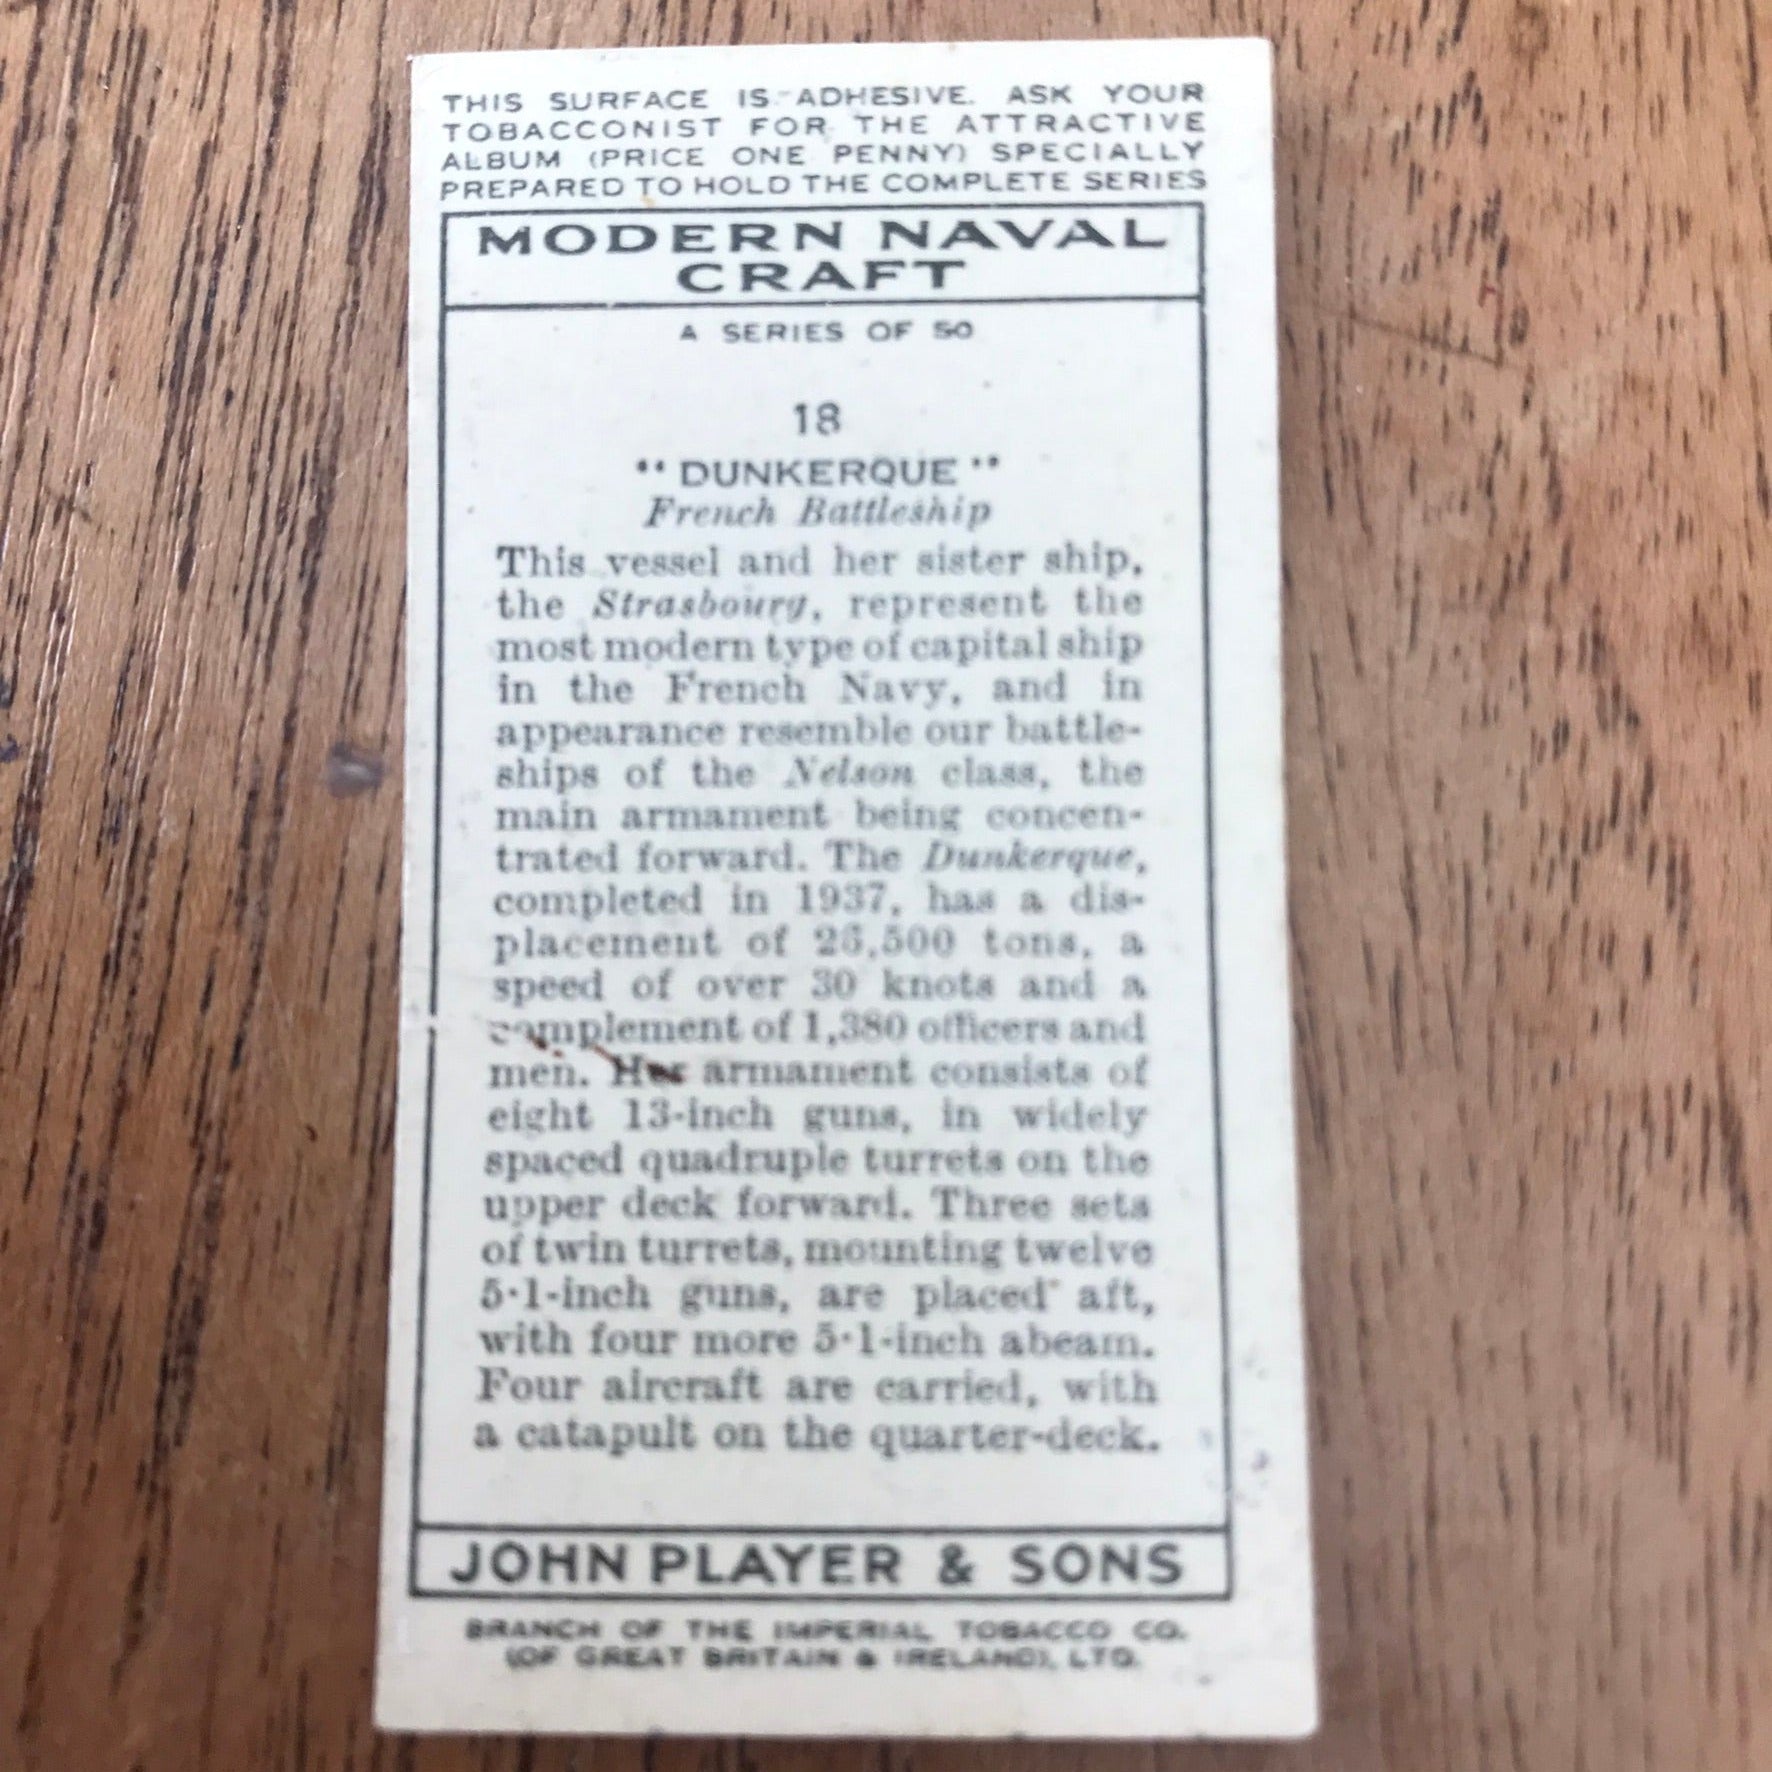 THIS SURFACE IS ADHESIVE. ASK YOUR
TOBACCONIST FOR THE ATTRACTIVE
ALBUM (PRICE ONE PENNY) SPECIALLY
PREPARED TO HOLD THE COMPLETE SERIES
MODERN NAVAL
CRAFT
A SERIES OF 50
18
"DUNKERQUE"
French Battleship
This vessel and her sister ship,
the Strasbourg, represent the
most modern type of capital ship
in the French Navy, and in
appearance resemble our battle-
ships of the Nelson class, the
main armament being concen-
trated forward. The Dunkerque,
completed in 1937, has a dis-
placement of 26,500 tons, a
speed of over 30 knots and a
complement of 1,380 officers and
men. Her armament consists of
eight 13-inch guns, in widely
spaced quadruple turrets on the
upper deck forward. Three sets
of twin turrets, mounting twelve
5·1-inch guns, are placed aft,
with four more 5·1-inch abeam.
Four aircraft are carried, with
a catapult on the quarter-deck.
JOHN PLAYER & SONS
BRANCH OF THE IMPERIAL TOBACCO CO.
(OF GREAT BRITAIN & IRELAND), LTD.